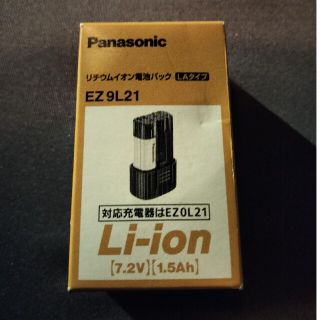 Panasonic
リチウムイオン電池パック LAタイプ
EZ9L21
対応充電器はEZ0L21
Li-ion
[7.2V][1.5Ah]